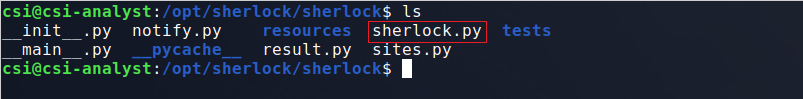 csi@csi-analyst:/opt/sherlock/sherlock$ ls
__init__.py  notify.py    resources  sherlock.py  tests
__main__.py  __pycache__  result.py  sites.py
csi@csi-analyst:/opt/sherlock/sherlock$